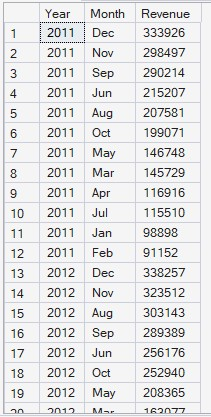 Year Month Revenue
1 2011 Dec 333926
2 2011 Nov 298497
3 2011 Sep 290214
4 2011 Jun 215207
5 2011 Aug 207581
6 2011 Oct 199071
7 2011 May 146748
8 2011 Mar 145729
9 2011 Apr 116916
10 2011 Jul 115510
11 2011 Jan 98898
12 2011 Feb 91152
13 2012 Dec 338257
14 2012 Nov 323512
15 2012 Aug 303143
16 2012 Sep 289389
17 2012 Jun 256176
18 2012 Oct 252940
19 2012 May 208365
20 2012 Mar 163077